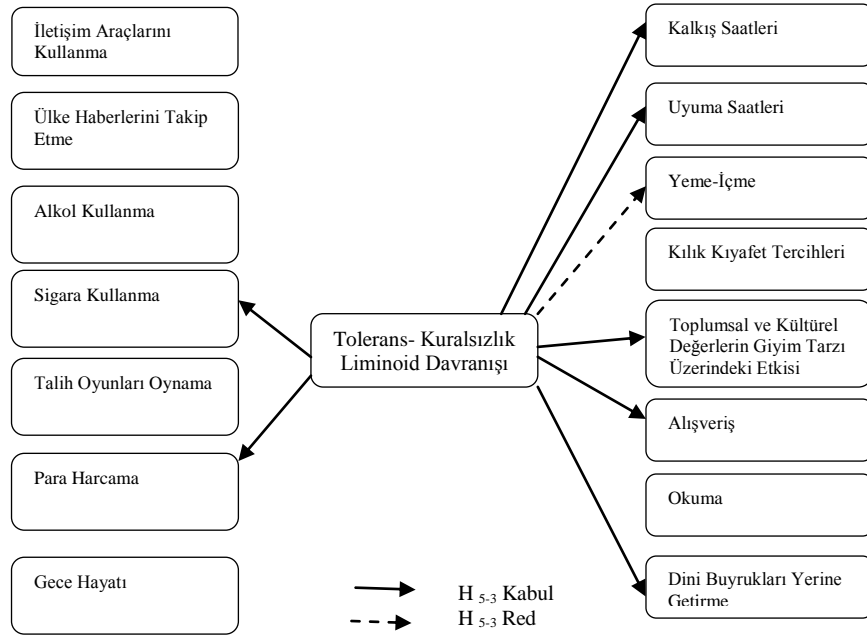 İletişim Araçlarını
Kullanma
Ülke Haberlerini Takip
Etme
Alkol Kullanma
Sigara Kullanma
Talih Oyunları Oynama
Para Harcama
Gece Hayatı
Tolerans- Kuralsızlık
Liminoid Davranışı
Kalkış Saatleri
Uyuma Saatleri
Yeme-İçme
Kılık Kıyafet Tercihleri
Toplumsal ve Kültürel
Değerlerin Giyim Tarzı
Üzerindeki Etkisi
Alışveriş
Okuma
Dini Buyrukları Yerine
Getirme
H 5-3 Kabul
H 5-3 Red